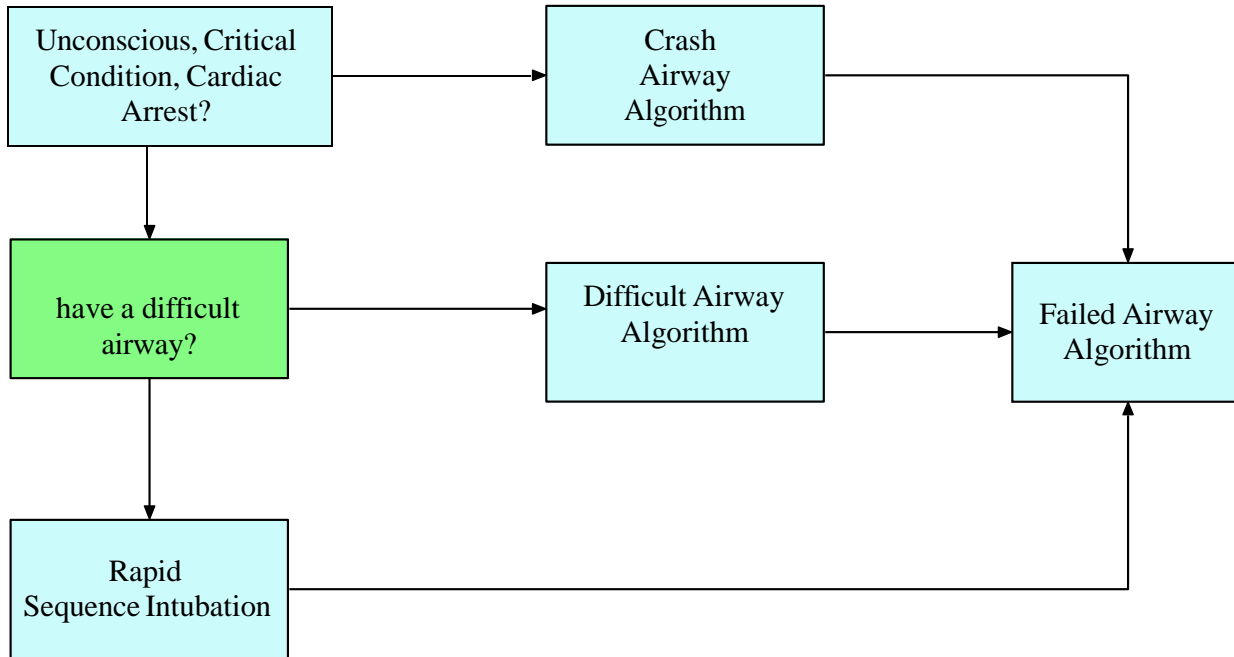 Unconscious, Critical
Condition, Cardiac
Arrest?
Crash
Airway
Algorithm
have a difficult
airway?
Difficult Airway
Algorithm
Failed Airway
Algorithm
Rapid
Sequence Intubation